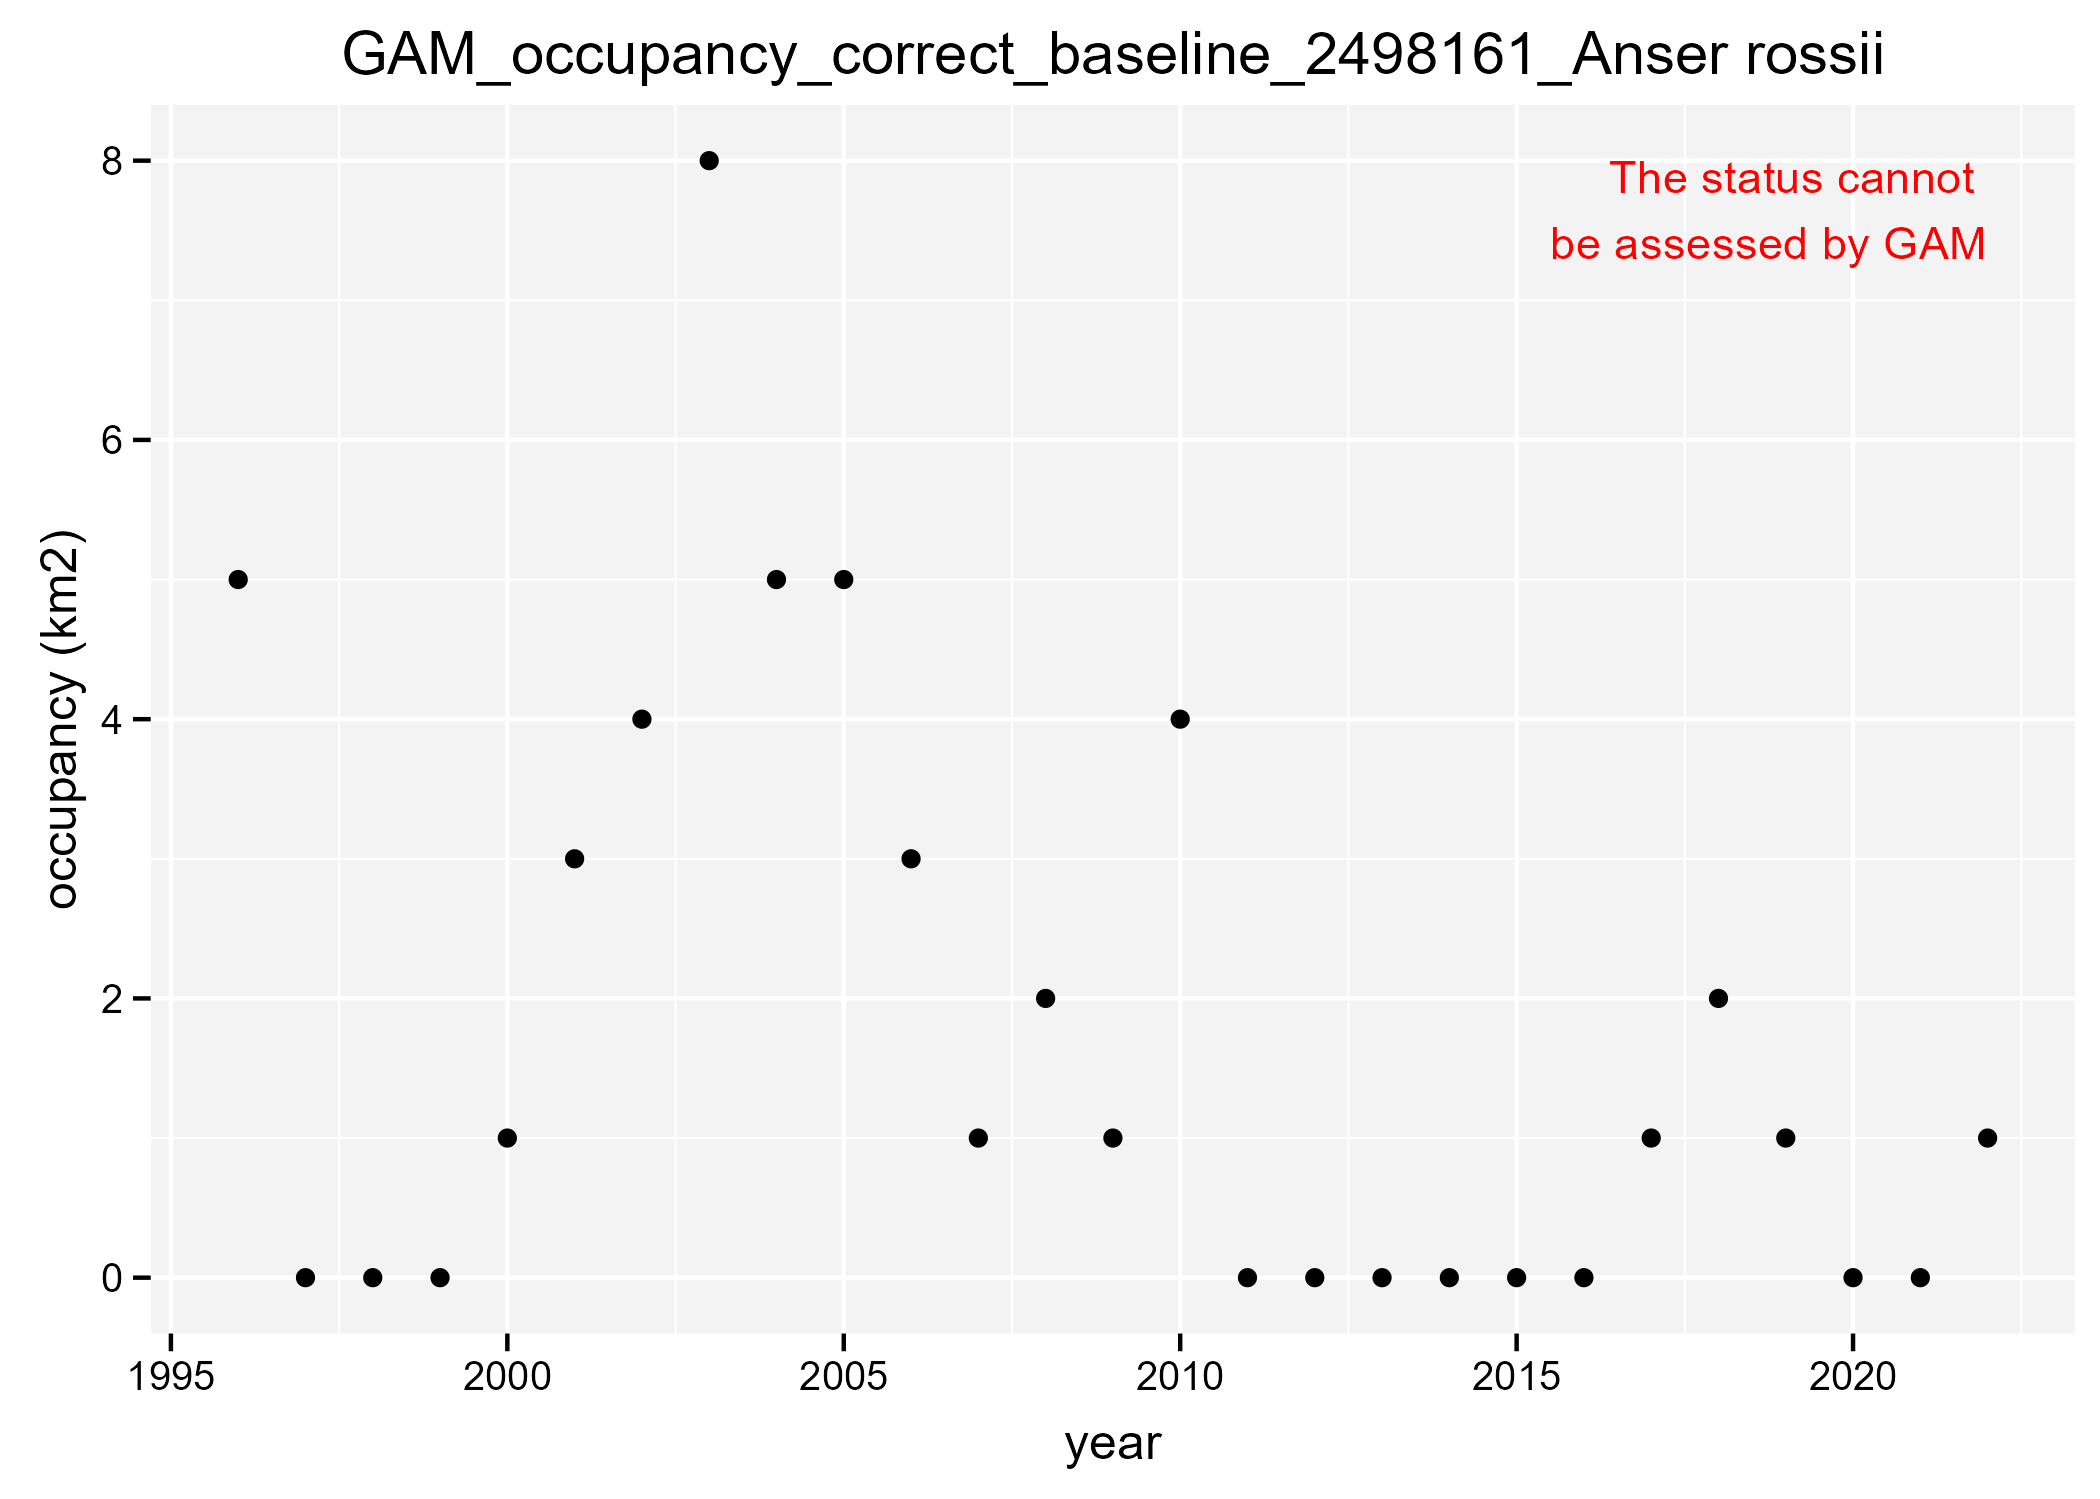 GAM_occupancy_correct_baseline_2498161_Anser rossii
The status cannot
be assessed by GAM
occupancy (km2)
8
6
4
2
0
1995 2000 2005 2010 2015 2020
year